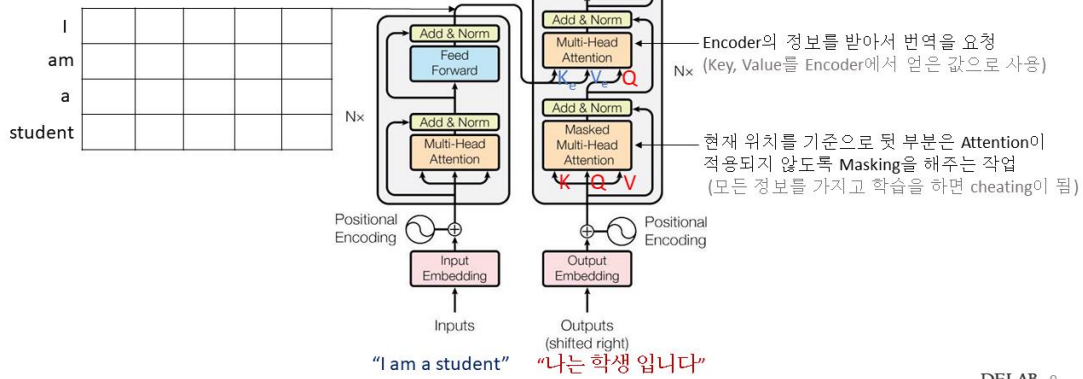 I
am
a
student
Add & Norm
Feed
Forward
Nx
Add & Norm
Multi-Head
Attention
Positional
Encoding
Input
Embedding
Inputs
"I am a student"
Add & Norm
Multi-Head
Attention
Ke Ve Q
Nx
Add & Norm
Masked
Multi-Head
Attention
K Q V
Positional
Encoding
Output
Embedding
Outputs
(shifted right)
"나는 학생 입니다"
Encoder의 정보를 받아서 번역을 요청
(Key, Value를 Encoder에서 얻은 값으로 사용)
현재 위치를 기준으로 뒷 부분은 Attention이
적용되지 않도록 Masking을 해주는 작업
(모든 정보를 가지고 학습을 하면 cheating이 됨)